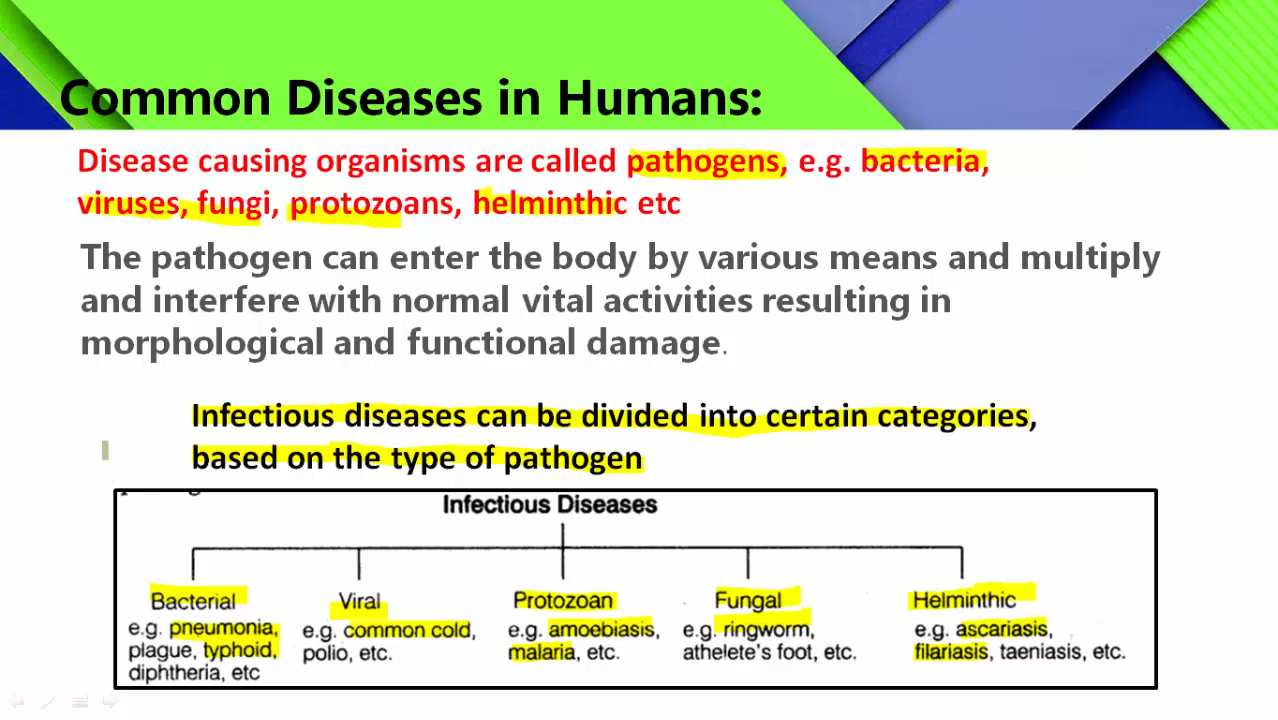 Common Diseases in Humans:
Disease causing organisms are called pathogens, e.g. bacteria,
viruses, fungi, protozoans, helminthic etc
The pathogen can enter the body by various means and multiply
and interfere with normal vital activities resulting in
morphological and functional damage.
Infectious diseases can be divided into certain categories,
based on the type of pathogen
Infectious Diseases
Bacterial
e.g. pneumonia,
plague, typhoid,
diphtheria, etc
Viral
e.g. common cold,
polio, etc.
Protozoan
e.g. amoebiasis,
malaria, etc.
Fungal
e.g. ringworm,
athelete's foot, etc.
Helminthic
e.g. ascariasis,
filariasis, taeniasis, etc.